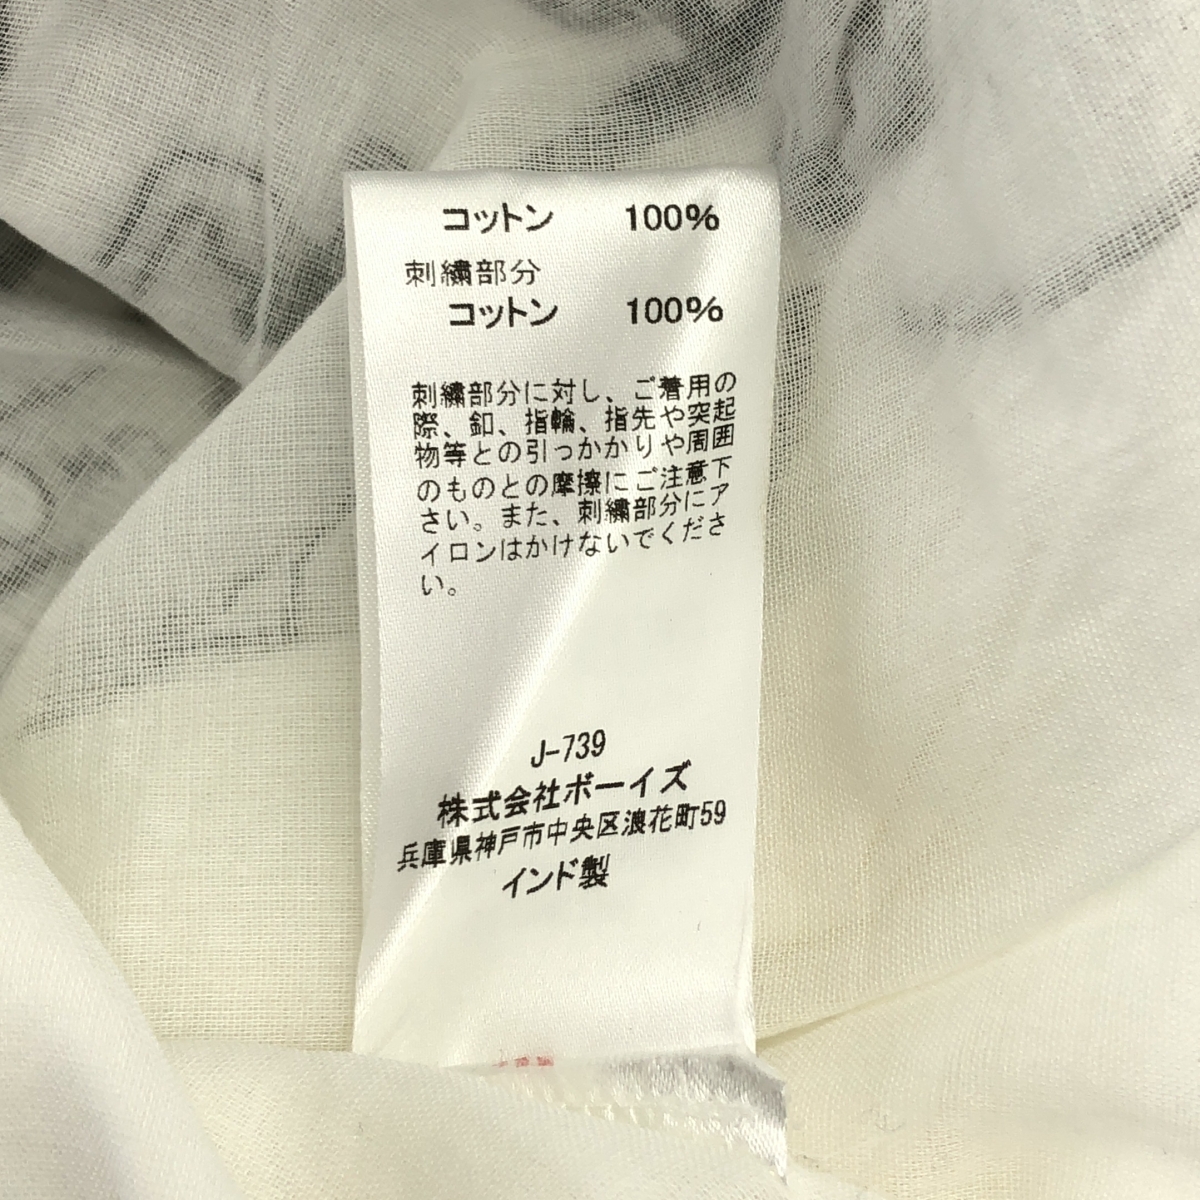 コットン 100%
刺繍部分
コットン 100%
刺繍部分に対し、ご着用の
際、釦、指輪、指先や突起
物等との引っかかりや周囲
のものとの摩擦にご注意下
さい。また、刺繍部分にア
イロンはかけないでくださ
い。
J-739
株式会社ボーイズ
兵庫県神戸市中央区浪花町59
インド製